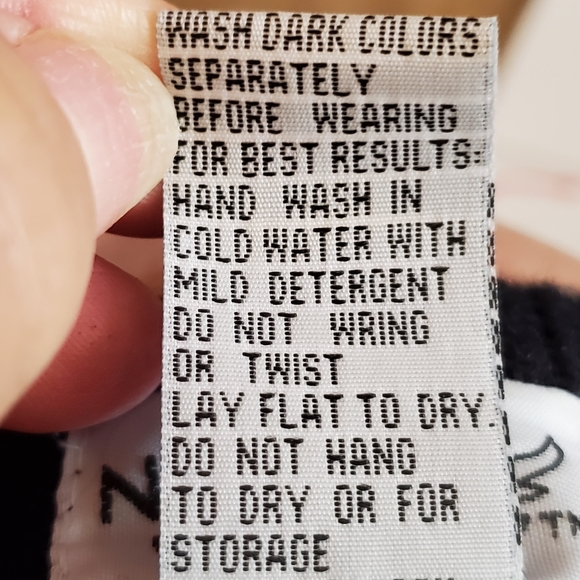 WASH DARK COLORS
SEPARATELY
BEFORE WEARING
FOR BEST RESULTS:
HAND WASH IN
COLD WATER WITH
MILD DETERGENT
DO NOT WRING
OR TWIST
LAY FLAT TO DRY.
DO NOT HANG
TO DRY OR FOR
STORAGE